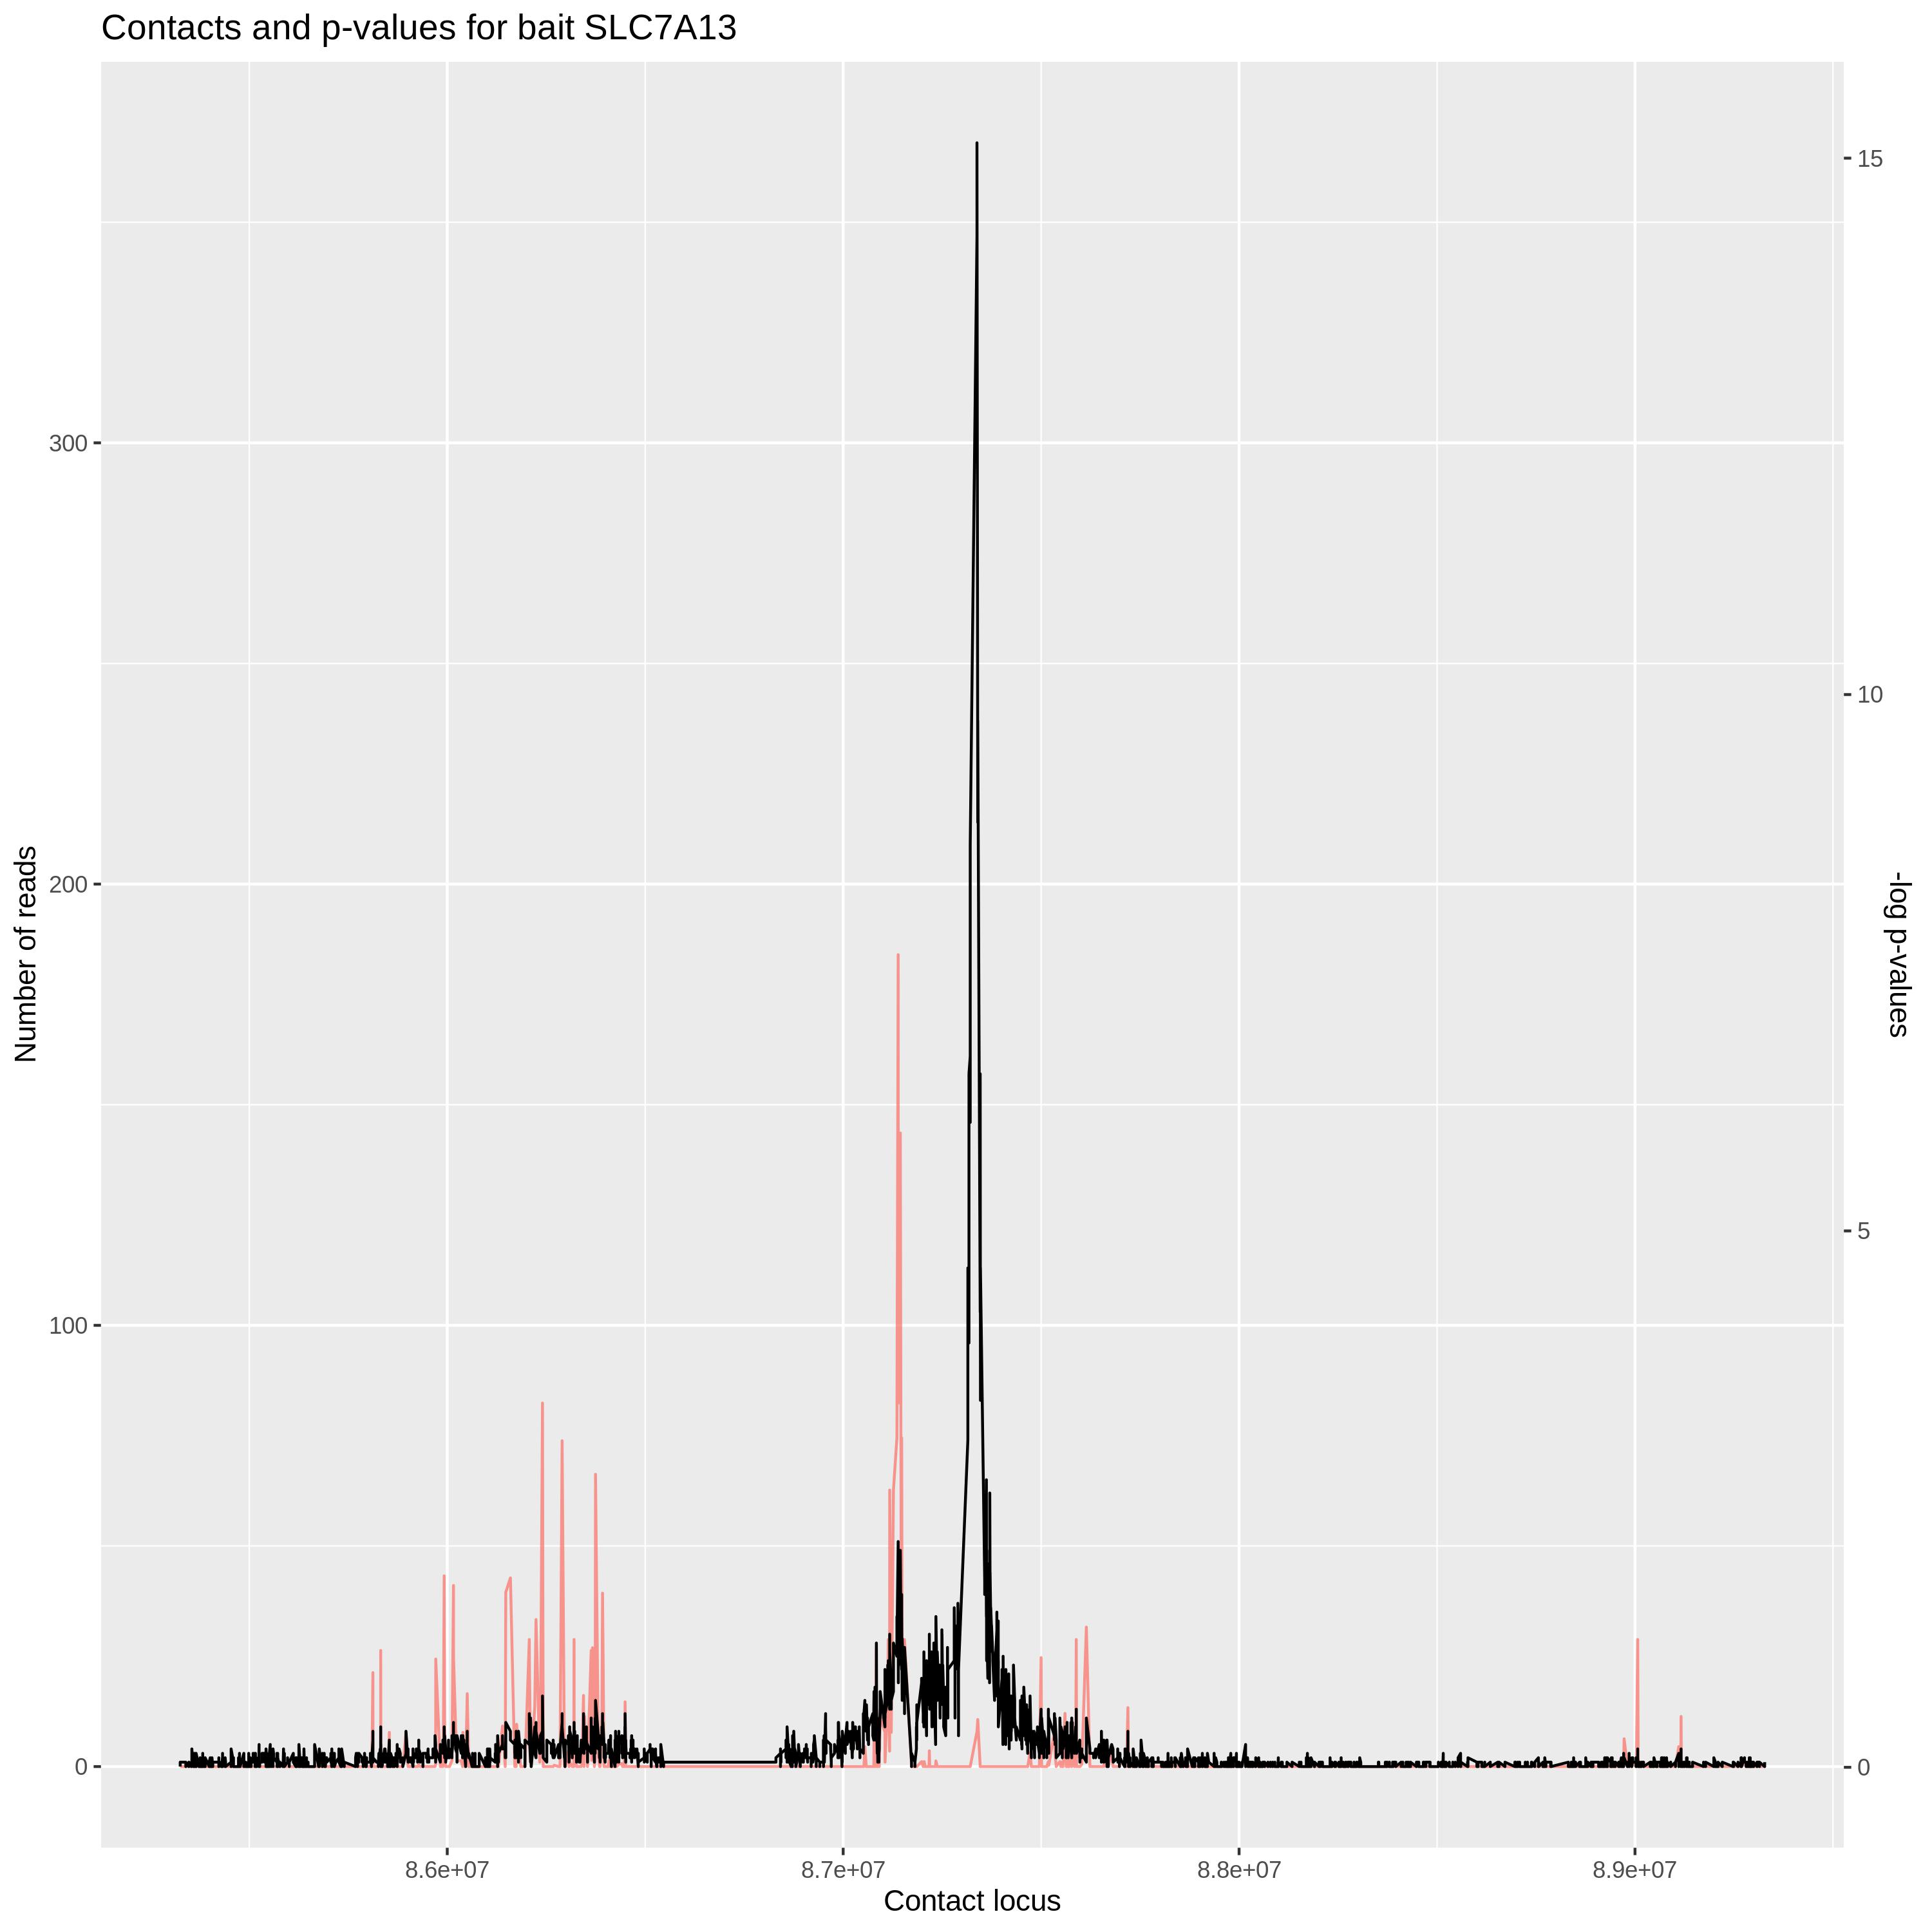 Contacts and p-values for bait SLC7A13
15
300
10
200
Number of reads
-log p-values
5
100
0
0
8.6e+07
8.7e+07
8.8e+07
8.9e+07
Contact locus